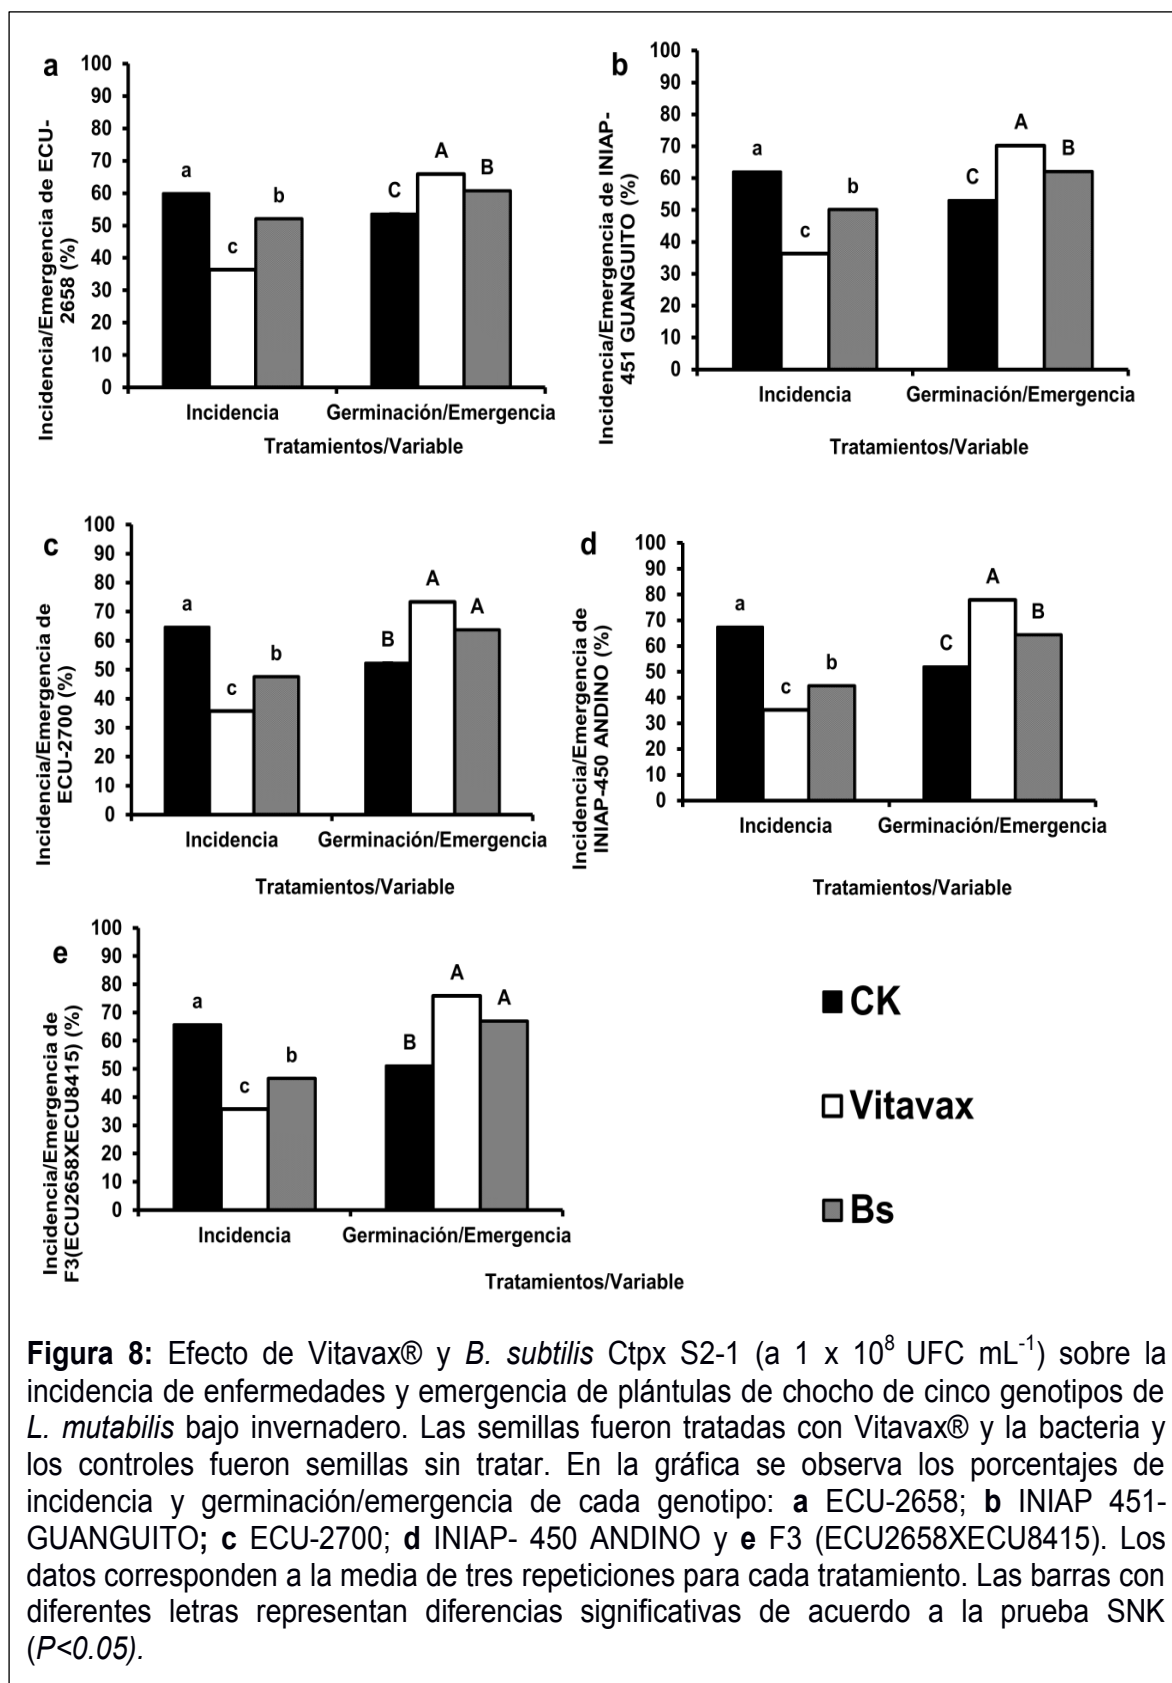 a
Incidencia/Emergencia de ECU-
2658 (%)
100
90
80
70
60
50
40
30
20
10
0
a
c
b
C
A
B
Incidencia
Germinación/Emergencia
Tratamientos/Variable
b
Incidencia/Emergencia de INIAP-
451 GUANGUITO (%)
100
90
80
70
60
50
40
30
20
10
0
a
c
b
C
A
B
Incidencia
Germinación/Emergencia
Tratamientos/Variable
c
Incidencia/Emergencia de
ECU-2700 (%)
100
90
80
70
60
50
40
30
20
10
0
a
c
b
B
A
A
Incidencia
Germinación/Emergencia
Tratamientos/Variable
d
Incidencia/Emergencia de
INIAP-450 ANDINO (%)
100
90
80
70
60
50
40
30
20
10
0
a
c
b
C
A
B
Incidencia
Germinación/Emergencia
Tratamientos/Variable
e
Incidencia/Emergencia de
F3(ECU2658XECU8415) (%)
100
90
80
70
60
50
40
30
20
10
0
a
c
b
B
A
A
Incidencia
Germinación/Emergencia
Tratamientos/Variable
CK
Vitavax
Bs
Figura 8: Efecto de Vitavax® y B. subtilis Ctpx S2-1 (a 1 x 10⁸ UFC mL⁻¹) sobre la
incidencia de enfermedades y emergencia de plántulas de chocho de cinco genotipos de
L. mutabilis bajo invernadero. Las semillas fueron tratadas con Vitavax® y la bacteria y
los controles fueron semillas sin tratar. En la gráfica se observa los porcentajes de
incidencia y germinación/emergencia de cada genotipo: a ECU-2658; b INIAP 451-
GUANGUITO; c ECU-2700; d INIAP- 450 ANDINO y e F3 (ECU2658XECU8415). Los
datos corresponden a la media de tres repeticiones para cada tratamiento. Las barras con
diferentes letras representan diferencias significativas de acuerdo a la prueba SNK
(P<0.05).